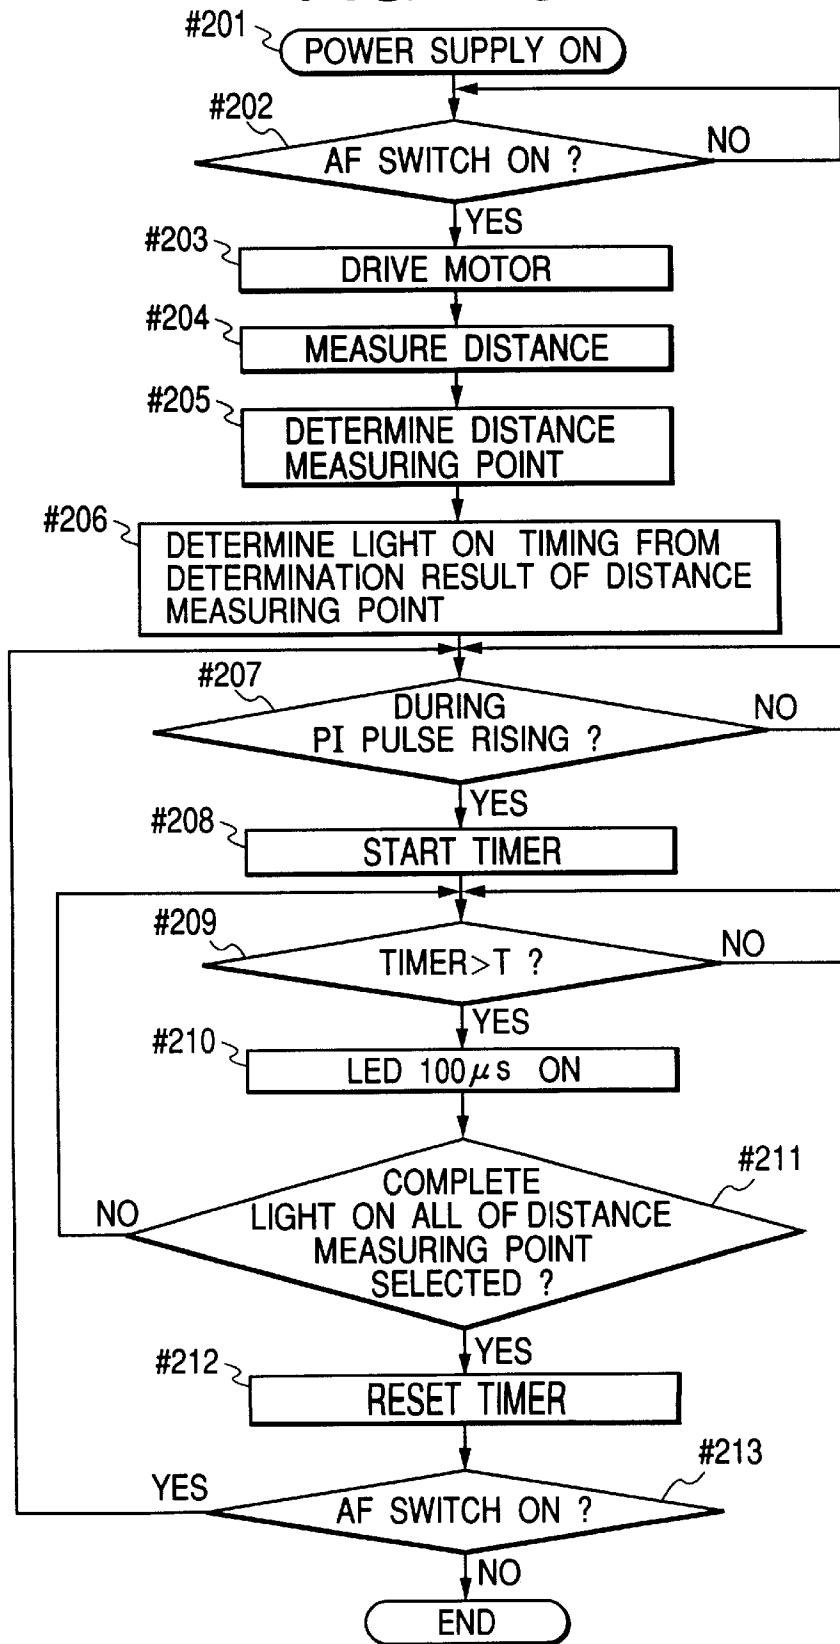 #201
POWER SUPPLY ON
#202
AF SWITCH ON ?
NO
YES
#203
DRIVE MOTOR
#204
MEASURE DISTANCE
#205
DETERMINE DISTANCE
MEASURING POINT
#206
DETERMINE LIGHT ON TIMING FROM
DETERMINATION RESULT OF DISTANCE
MEASURING POINT
#207
DURING
PI PULSE RISING ?
NO
YES
#208
START TIMER
#209
TIMER>T ?
NO
YES
#210
LED 100μs ON
#211
COMPLETE
LIGHT ON ALL OF DISTANCE
MEASURING POINT
SELECTED ?
NO
YES
#212
RESET TIMER
#213
YES
AF SWITCH ON ?
NO
END